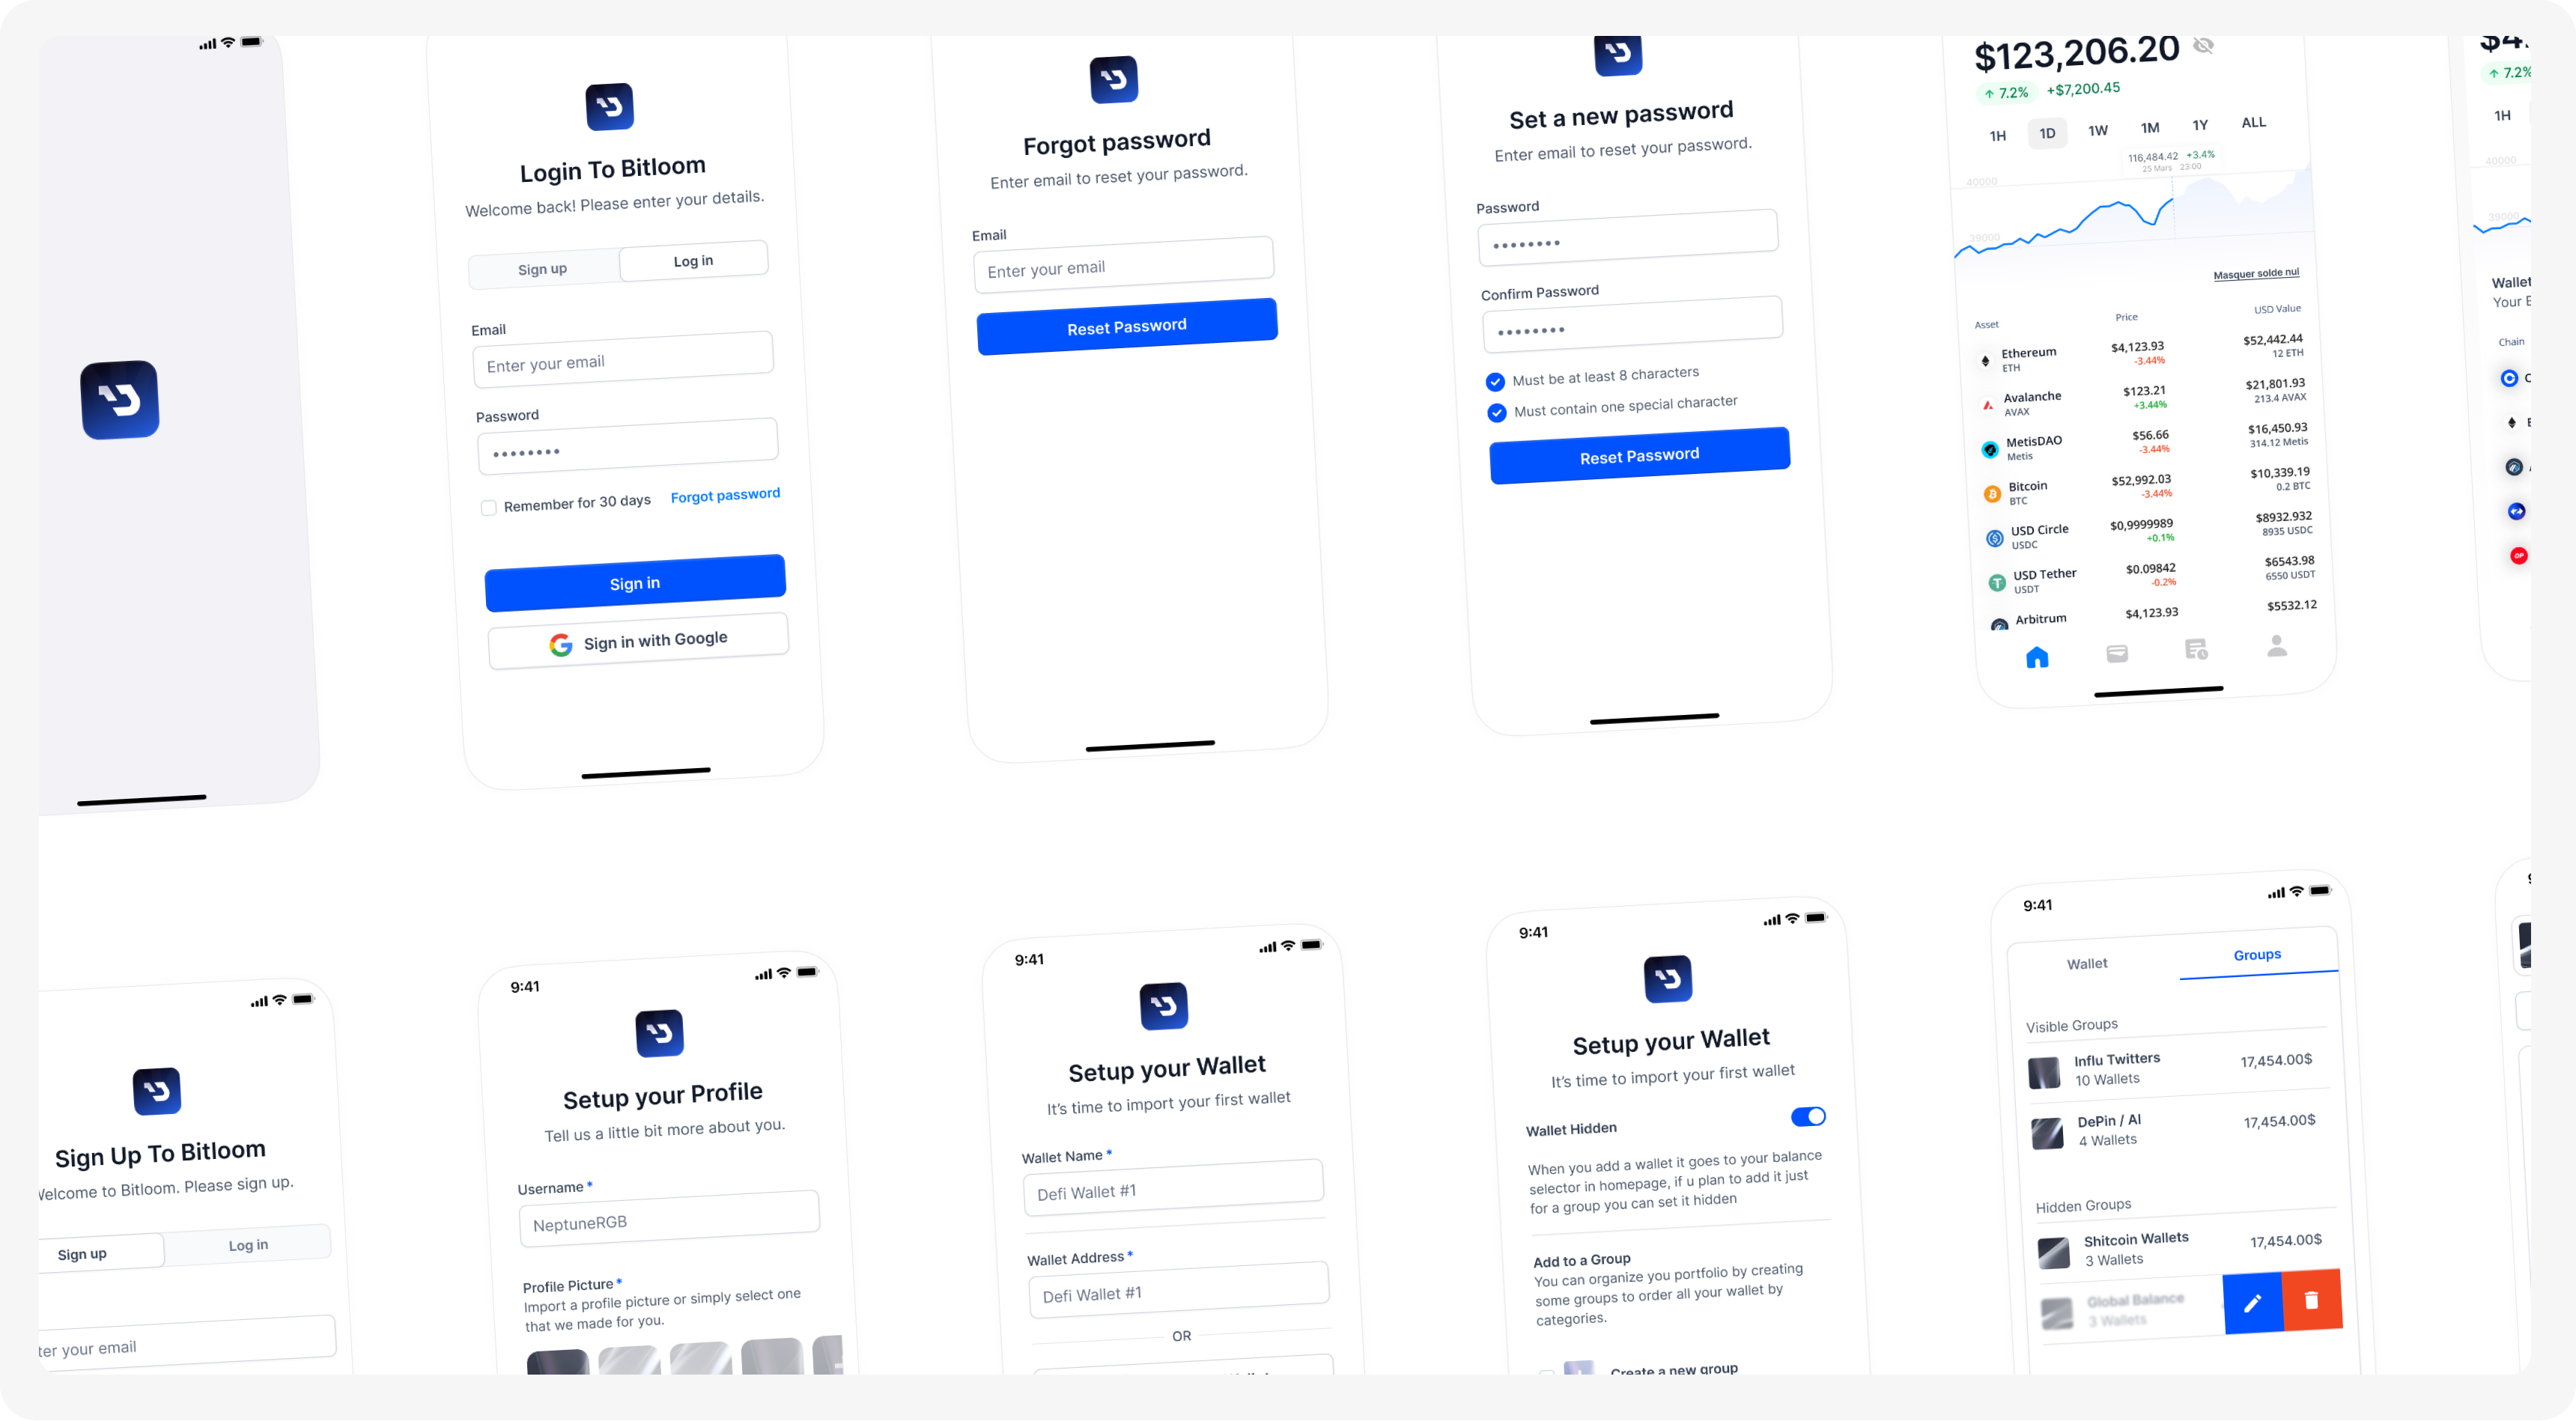 Login To Bitloom
Welcome back! Please enter your details.
Sign up
Log in
Email
Enter your email
Password
Remember for 30 days
Forgot password
Sign in
Sign in with Google
Forgot password
Enter email to reset your password.
Email
Enter your email
Reset Password
Set a new password
Enter email to reset your password.
Password
Confirm Password
Must be at least 8 characters
Must contain one special character
Reset Password
$123,206.20
7.2% +$7,200.45
1H 1D 1W 1M 1Y ALL
116,484.42 +3.4%
25 Mars 23:00
40000
39000
Masquer solde nul
Asset Price USD Value
Ethereum $4,123.93 $52,442.44
ETH -3.44% 12 ETH
Avalanche $123.21 $21,801.93
AVAX +3.44% 213.4 AVAX
MetisDAO $56.66 $16,450.93
Metis -3.44% 314.12 Metis
Bitcoin $52,992.03 $10,339.19
BTC -3.44% 0.2 BTC
USD Circle $0,9999989 $8932.932
USDC +0.1% 8935 USDC
USD Tether $0.09842 $6543.98
USDT -0.2% 6550 USDT
Arbitrum $4,123.93 $5532.12
7.2%
1H
40000
39000
Wallet
Your
Chain
OP
Sign Up To Bitloom
Welcome to Bitloom. Please sign up.
Sign up
Log in
your email
9:41
Setup your Profile
Tell us a little bit more about you.
Username *
NeptuneRGB
Profile Picture *
Import a profile picture or simply select one
that we made for you.
9:41
Setup your Wallet
It’s time to import your first wallet
Wallet Name *
Defi Wallet #1
Wallet Address *
Defi Wallet #1
OR
9:41
Setup your Wallet
It’s time to import your first wallet
Wallet Hidden
When you add a wallet it goes to your balance
selector in homepage, if u plan to add it just
for a group you can set it hidden
Add to a Group
You can organize you portfolio by creating
some groups to order all your wallet by
categories.
Create a new group
9:41
Wallet Groups
Visible Groups
Influ Twitters
10 Wallets
17,454.00$
DePin / AI
4 Wallets
17,454.00$
Hidden Groups
Shitcoin Wallets
3 Wallets
17,454.00$
Global Balance
3 Wallets